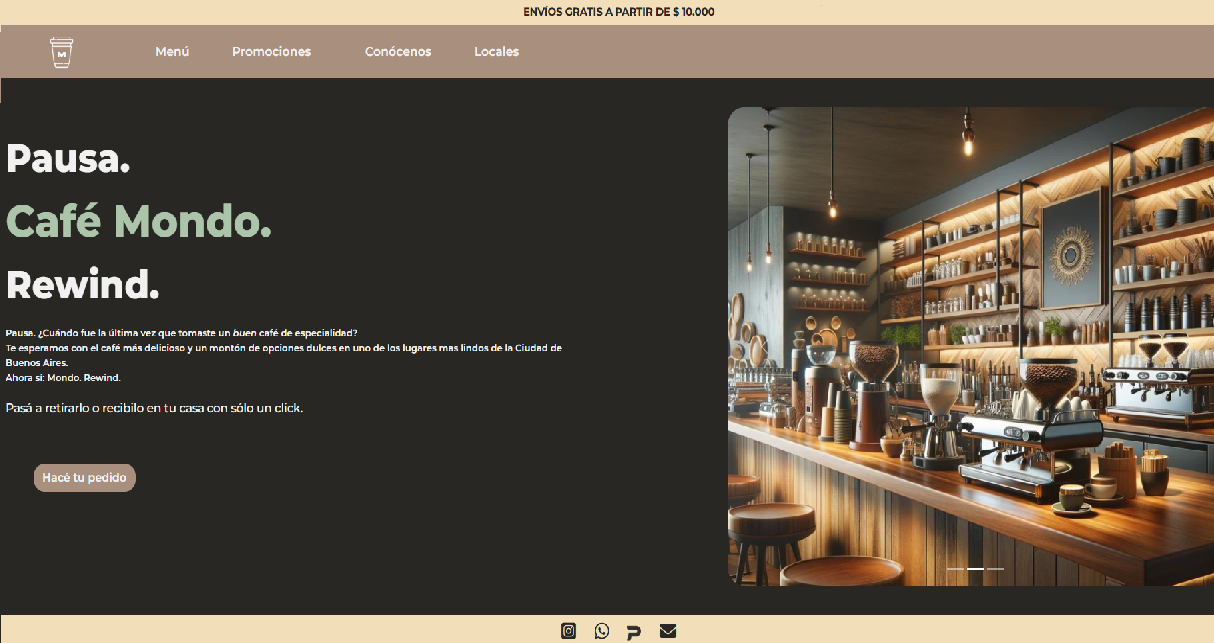 ENVÍOS GRATIS A PARTIR DE $ 10.000
M
Menú Promociones Conócenos Locales
Pausa.
Café Mondo.
Rewind.
Pausa. ¿Cuándo fue la última vez que tomaste un buen café de especialidad?
Te esperamos con el café más delicioso y un montón de opciones dulces en uno de los lugares mas lindos de la Ciudad de
Buenos Aires.
Ahora si: Mondo. Rewind.
Pasá a retirarlo o recibilo en tu casa con sólo un click.
Hacé tu pedido